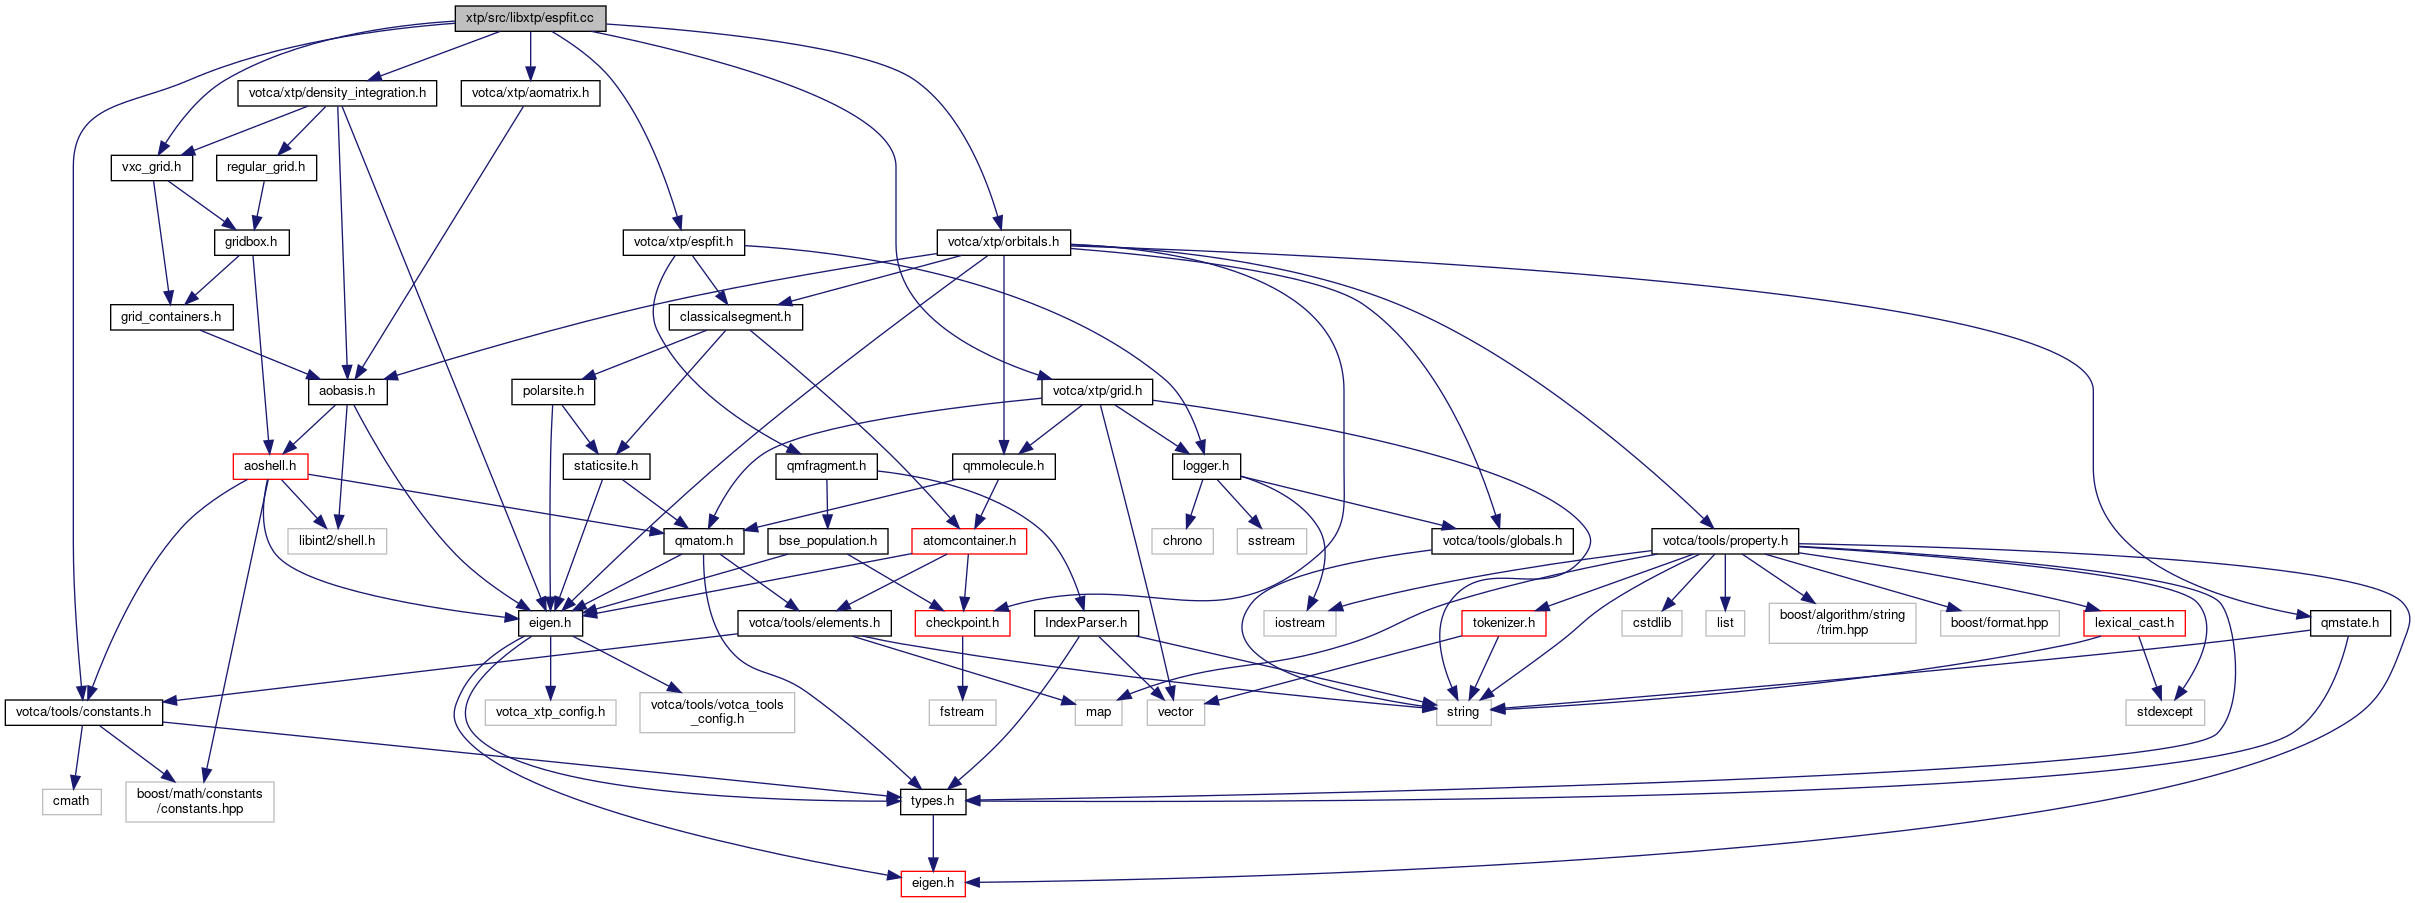 xtp/src/libxtp/espfit.cc
votca/xtp/density_integration.h
votca/xtp/aomatrix.h
vxc_grid.h
regular_grid.h
gridbox.h
votca/xtp/espfit.h
votca/xtp/orbitals.h
grid_containers.h
classicalsegment.h
aobasis.h
polarsite.h
votca/xtp/grid.h
aoshell.h
staticsite.h
qmfragment.h
qmmolecule.h
logger.h
libint2/shell.h
qmatom.h
bse_population.h
atomcontainer.h
chrono
sstream
votca/tools/globals.h
votca/tools/property.h
eigen.h
votca/tools/elements.h
checkpoint.h
IndexParser.h
iostream
tokenizer.h
cstdlib
list
boost/algorithm/string
/trim.hpp
boost/format.hpp
lexical_cast.h
qmstate.h
votca/tools/constants.h
votca_xtp_config.h
votca/tools/votca_tools
_config.h
fstream
map
vector
string
stdexcept
cmath
boost/math/constants
/constants.hpp
types.h
eigen.h